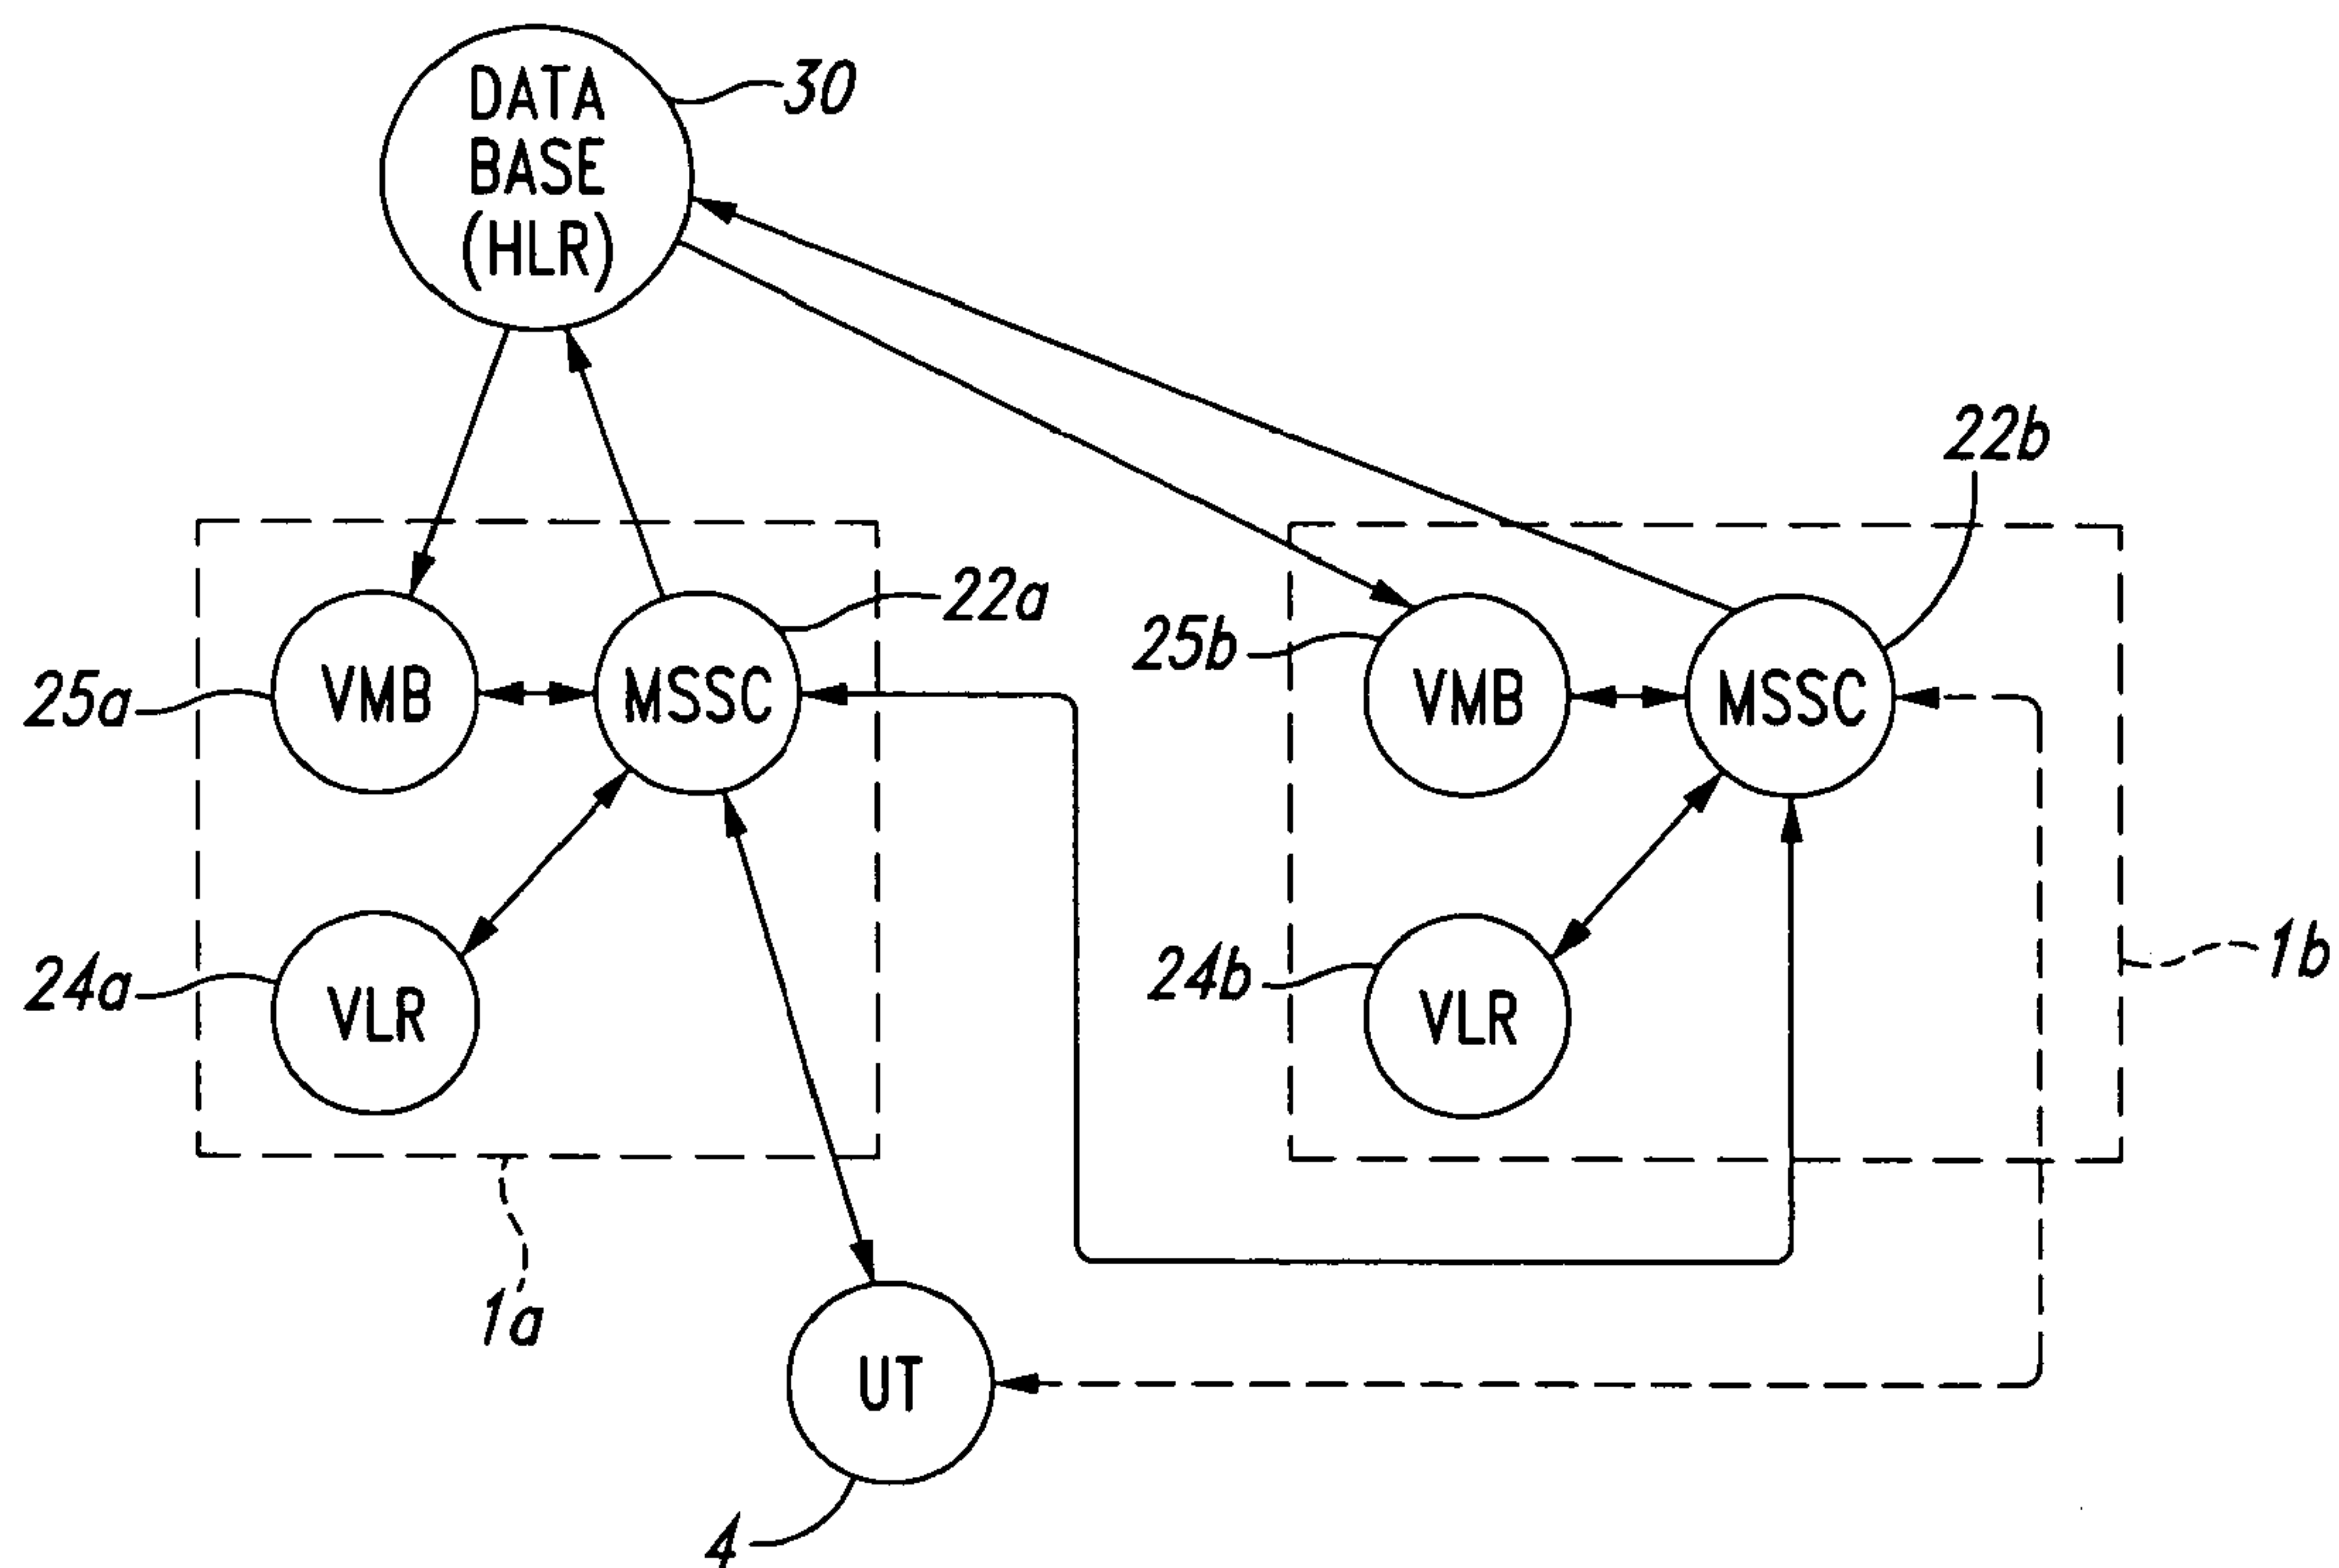 DATA
BASE
(HLR)
30
22b
22a
25b
25a
VMB
MSSC
VMB
MSSC
24a
VLR
24b
VLR
1b
1a
UT
4